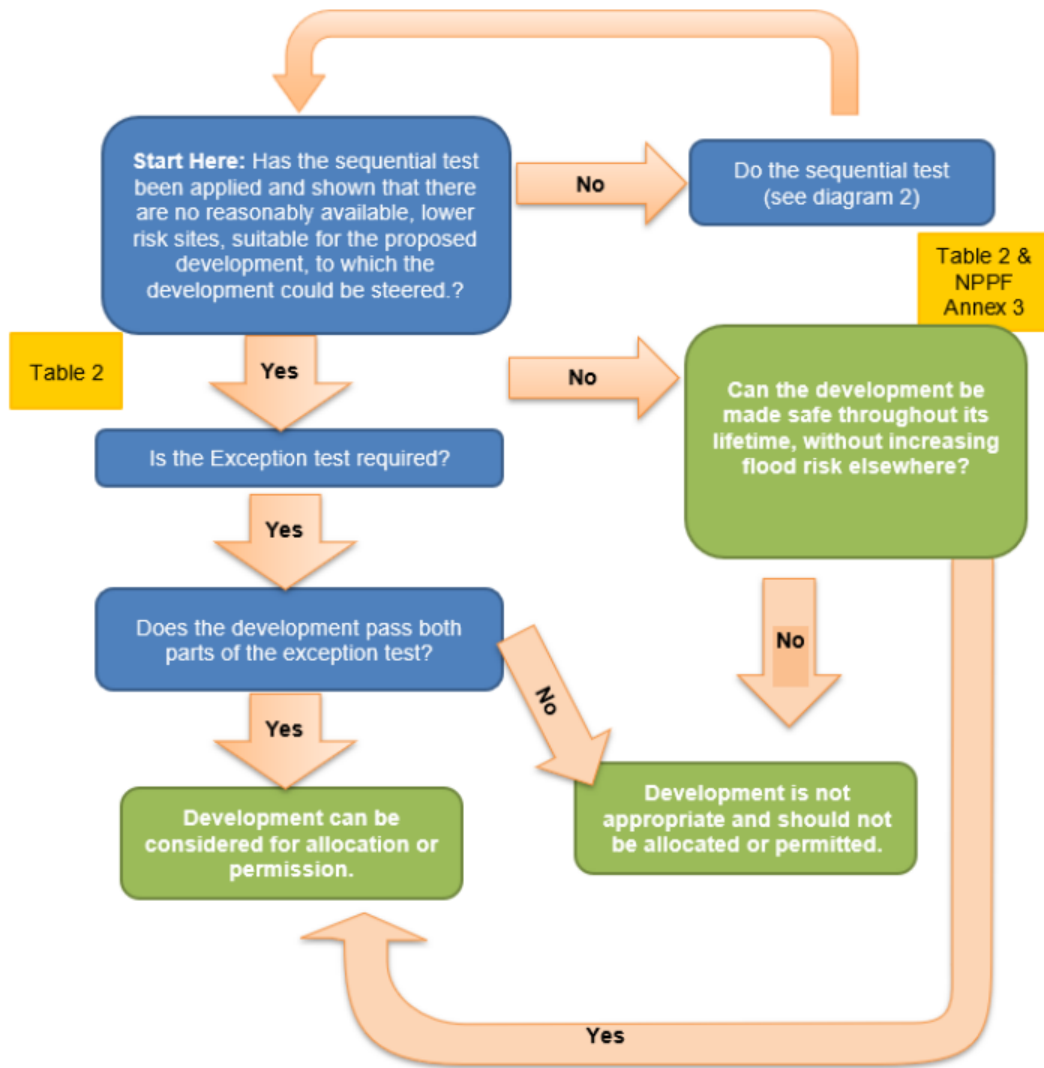 Start Here: Has the sequential test
been applied and shown that there
are no reasonably available, lower
risk sites, suitable for the proposed
development, to which the
development could be steered.?
No
Do the sequential test
(see diagram 2)
Table 2 &
NPPF
Annex 3
Table 2
Yes
No
Can the development be
made safe throughout its
lifetime, without increasing
flood risk elsewhere?
Is the Exception test required?
Yes
Does the development pass both
parts of the exception test?
No
No
Yes
Development can be
considered for allocation or
permission.
Development is not
appropriate and should not
be allocated or permitted.
Yes